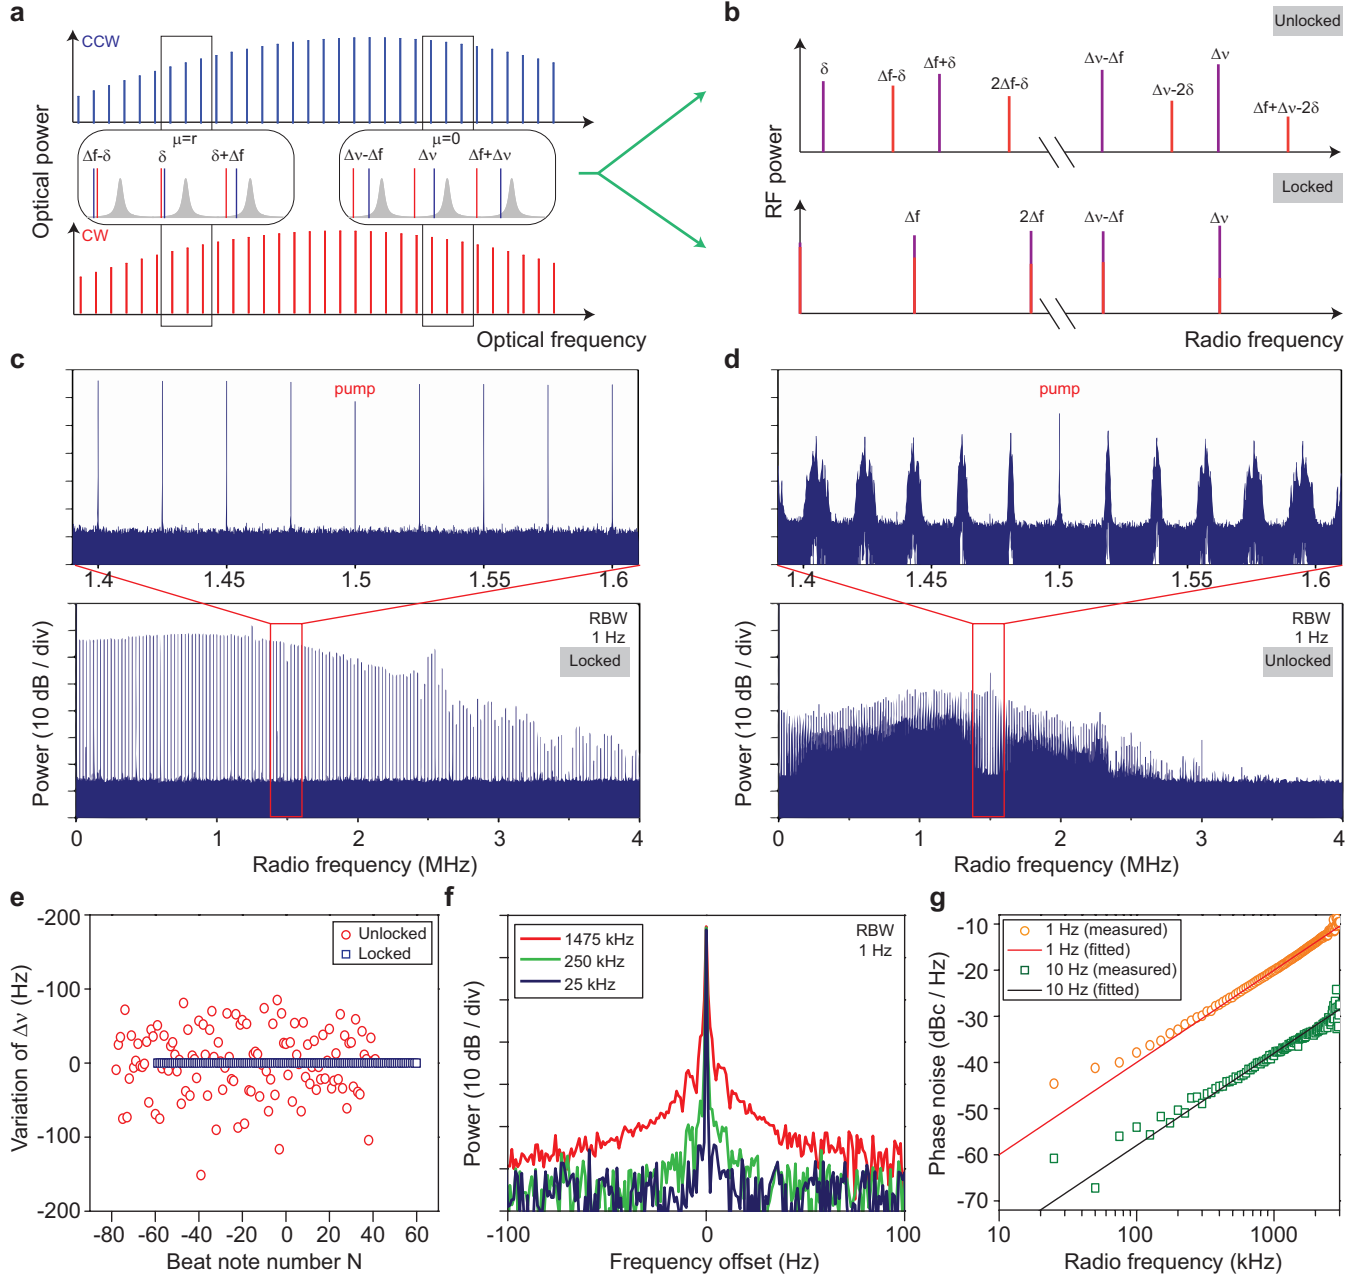 a
CCW
μ=r
μ=0
Δf-δ
δ
δ+Δf
Δν-Δf
Δν
Δf+Δν
CW
Optical power
Optical frequency
b
Unlocked
δ
Δf-δ
Δf+δ
2Δf-δ
Δν-Δf
Δν-2δ
Δν
Δf+Δν-2δ
Locked
Δf
2Δf
Δν-Δf
Δν
RF power
Radio frequency
c
pump
1.4
1.45
1.5
1.55
1.6
RBW
1 Hz
Locked
Power (10 dB / div)
0
1
2
3
4
Radio frequency (MHz)
d
pump
1.4
1.45
1.5
1.55
1.6
RBW
1 Hz
Unlocked
Power (10 dB / div)
0
1
2
3
4
Radio frequency (MHz)
e
-200
-100
0
-100
-200
Unlocked
Locked
Variation of Δν (Hz)
-80
-60
-40
-20
0
20
40
60
Beat note number N
f
1475 kHz
250 kHz
25 kHz
RBW
1 Hz
Power (10 dB / div)
-100
0
100
Frequency offset (Hz)
g
-10
-20
-30
-40
-50
-60
-70
1 Hz (measured)
1 Hz (fitted)
10 Hz (measured)
10 Hz (fitted)
Phase noise (dBc / Hz)
10
100
1000
Radio frequency (kHz)